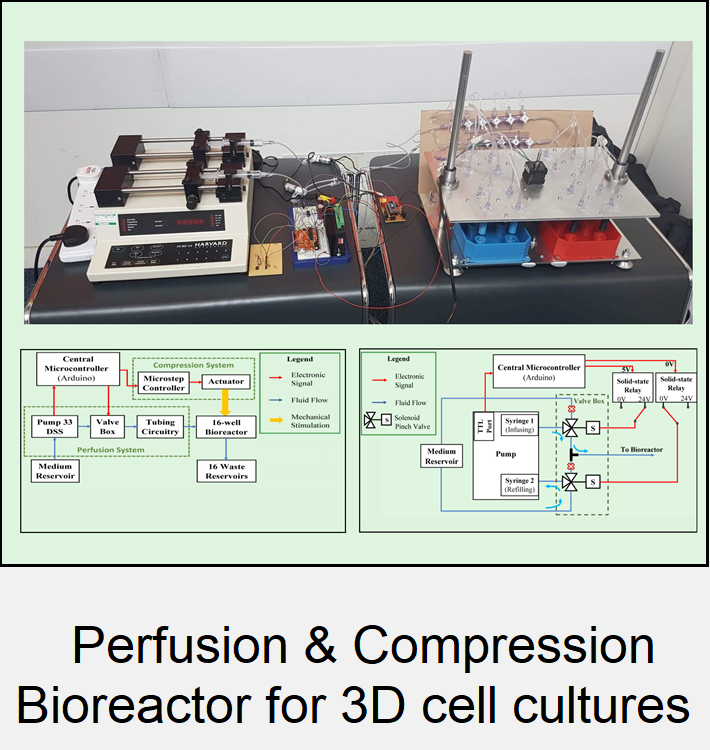 HARVARD
Central
Microcontroller
(Arduino)
Compression System
Microstep
Controller
Actuator
Legend
Electronic
Signal
Fluid Flow
Mechanical
Stimulation
Pump 33
DSS
Valve
Box
Tubing
Circuitry
16-well
Bioreactor
Perfusion System
Medium
Reservoir
16 Waste
Reservoirs
Legend
Electronic
Signal
Fluid Flow
Solenoid
Pinch Valve
S
Central Microcontroller
(Arduino)
5V
0V
Solid-state
Relay
0V 24V
Solid-state
Relay
0V 24V
Valve Box
TTL
Port
Syringe 1
(Infusing)
S
Medium
Reservoir
Pump
To Bioreactor
Syringe 2
(Refilling)
S
Perfusion & Compression
Bioreactor for 3D cell cultures